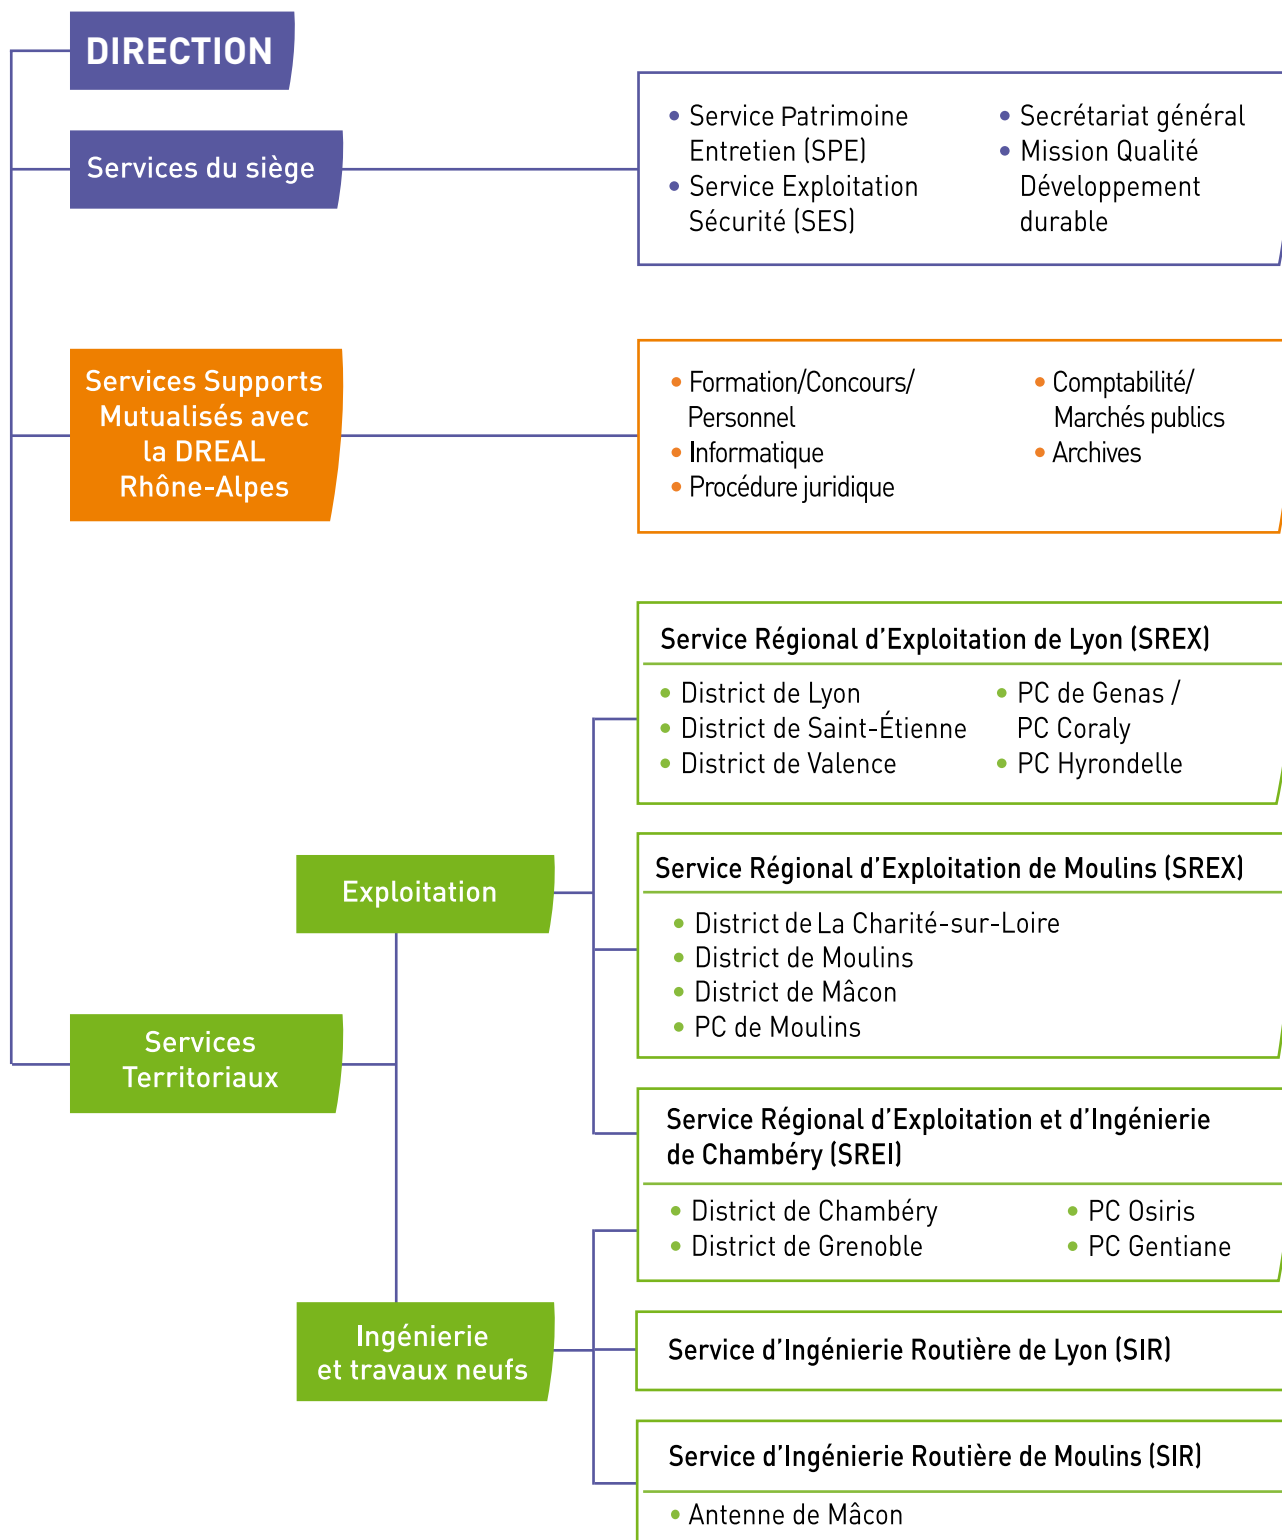 DIRECTION
Services du siège
• Service Patrimoine
Entretien (SPE)
• Service Exploitation
Sécurité (SES)
• Secrétariat général
• Mission Qualité
Développement
durable
Services Supports
Mutualisés avec
la DREAL
Rhône-Alpes
• Formation/Concours/
Personnel
• Informatique
• Procédure juridique
• Comptabilité/
Marchés publics
• Archives
Services
Territoriaux
Exploitation
Service Régional d’Exploitation de Lyon (SREX)
• District de Lyon
• District de Saint-Étienne
• District de Valence
• PC de Genas /
PC Coraly
• PC Hyrondelle
Service Régional d’Exploitation de Moulins (SREX)
• District de La Charité-sur-Loire
• District de Moulins
• District de Mâcon
• PC de Moulins
Service Régional d’Exploitation et d’Ingénierie
de Chambéry (SREI)
• District de Chambéry
• District de Grenoble
• PC Osiris
• PC Gentiane
Ingénierie
et travaux neufs
Service d’Ingénierie Routière de Lyon (SIR)
Service d’Ingénierie Routière de Moulins (SIR)
• Antenne de Mâcon